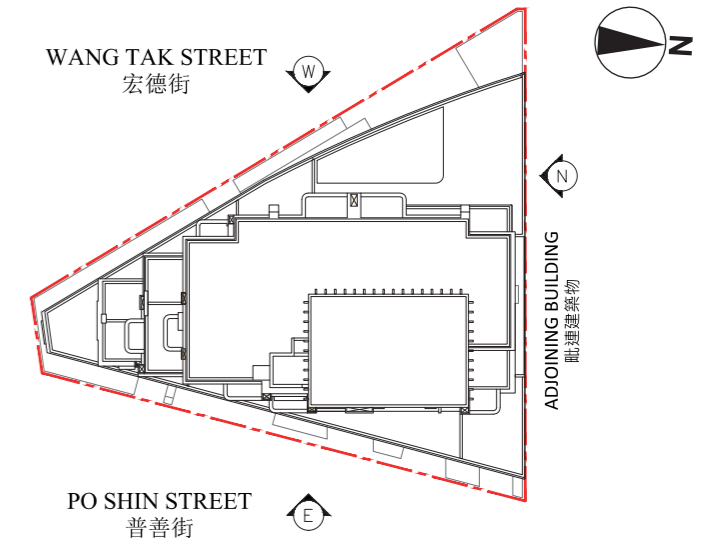 WANG TAK STREET
宏德街
W
N
N
ADJOINING BUILDING
毗連建築物
PO SHIN STREET
普善街
E